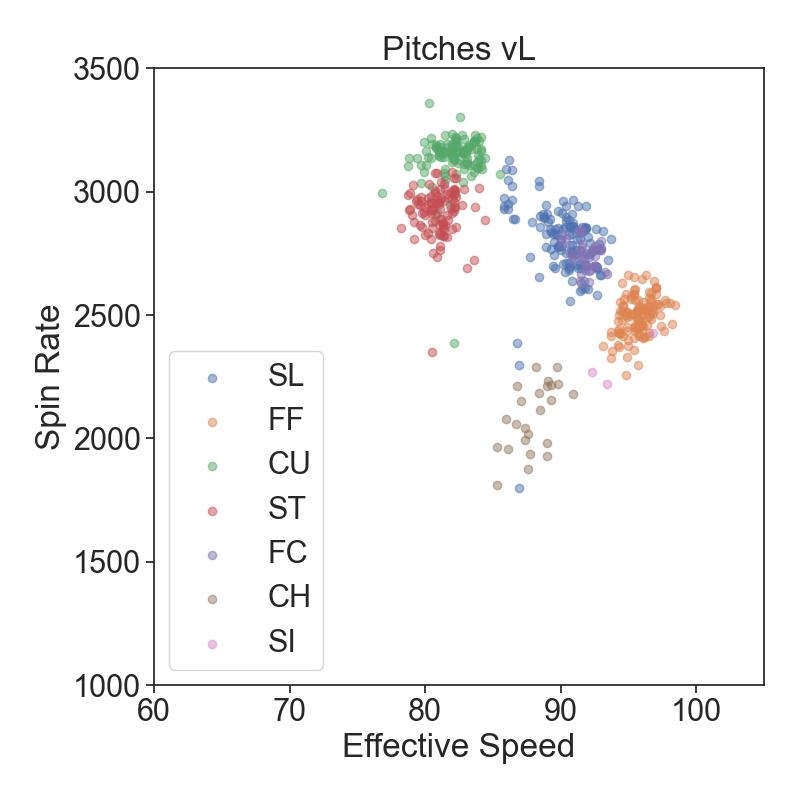 Pitches vL
3500
3000
2500
2000
1500
1000
Spin Rate
SL
FF
CU
ST
FC
CH
SI
60 70 80 90 100
Effective Speed